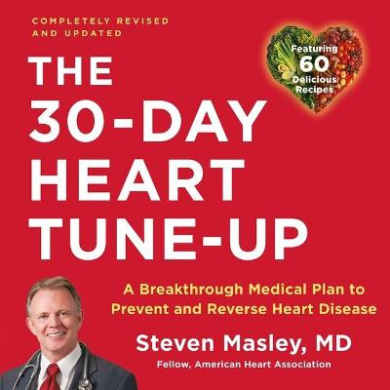 COMPLETELY REVISED
AND UPDATED
Featuring
60
Delicious
Recipes
THE
30-DAY
HEART
TUNE-UP
A Breakthrough Medical Plan to
Prevent and Reverse Heart Disease
Steven Masley, MD
Fellow, American Heart Association